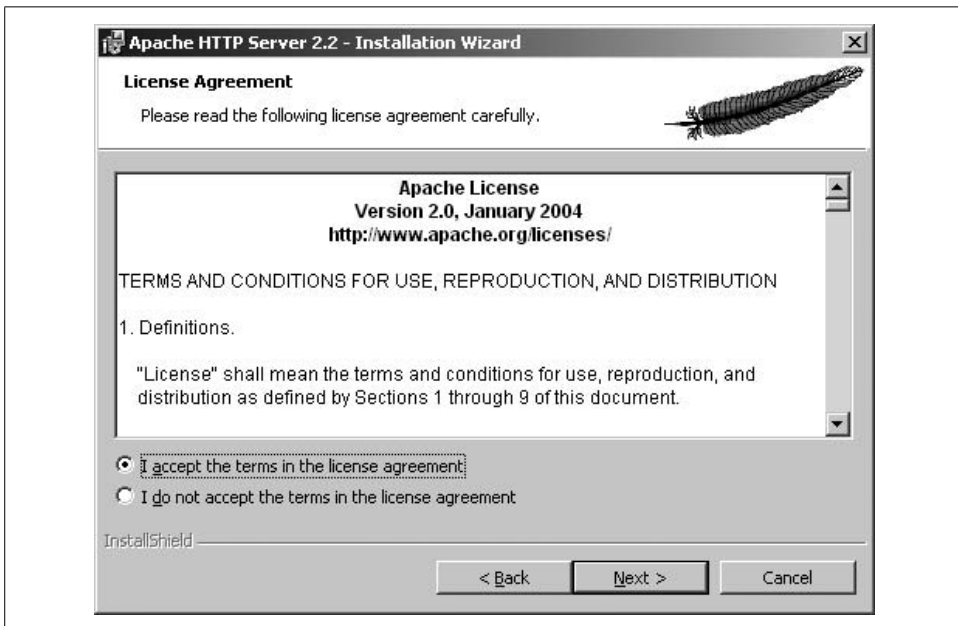 Apache HTTP Server 2.2 - Installation Wizard
License Agreement
Please read the following license agreement carefully.
Apache License
Version 2.0, January 2004
http://www.apache.org/licenses/
TERMS AND CONDITIONS FOR USE, REPRODUCTION, AND DISTRIBUTION
1. Definitions.
"License" shall mean the terms and conditions for use, reproduction, and
distribution as defined by Sections 1 through 9 of this document.
I accept the terms in the license agreement
I do not accept the terms in the license agreement
InstallShield
< Back
Next >
Cancel